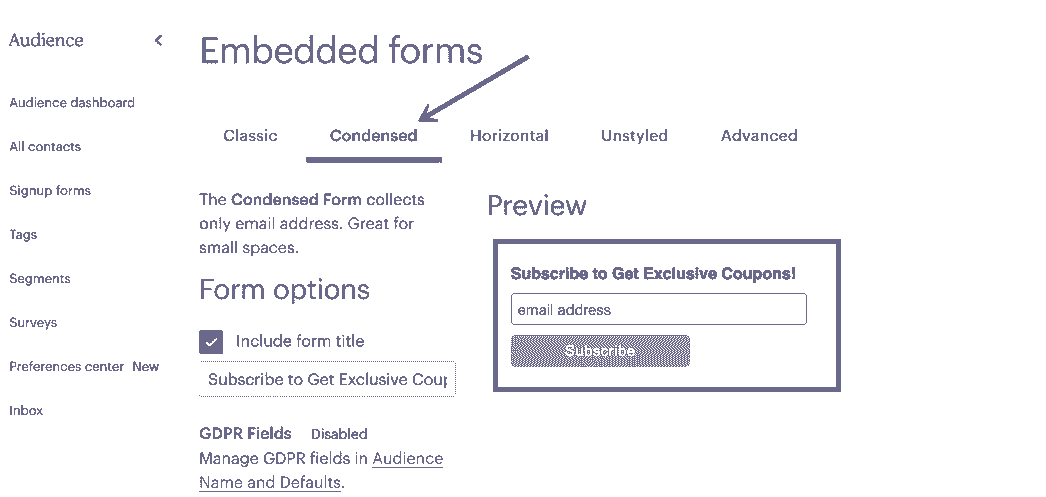 Audience
Audience dashboard
All contacts
Signup forms
Tags
Segments
Surveys
Preferences center New
Inbox
Embedded forms
Classic Condensed Horizontal Unstyled Advanced
The Condensed Form collects
only email address. Great for
small spaces.
Form options
Include form title
Subscribe to Get Exclusive Coup
GDPR Fields Disabled
Manage GDPR fields in Audience
Name and Defaults.
Preview
Subscribe to Get Exclusive Coupons!
email address
Subscribe